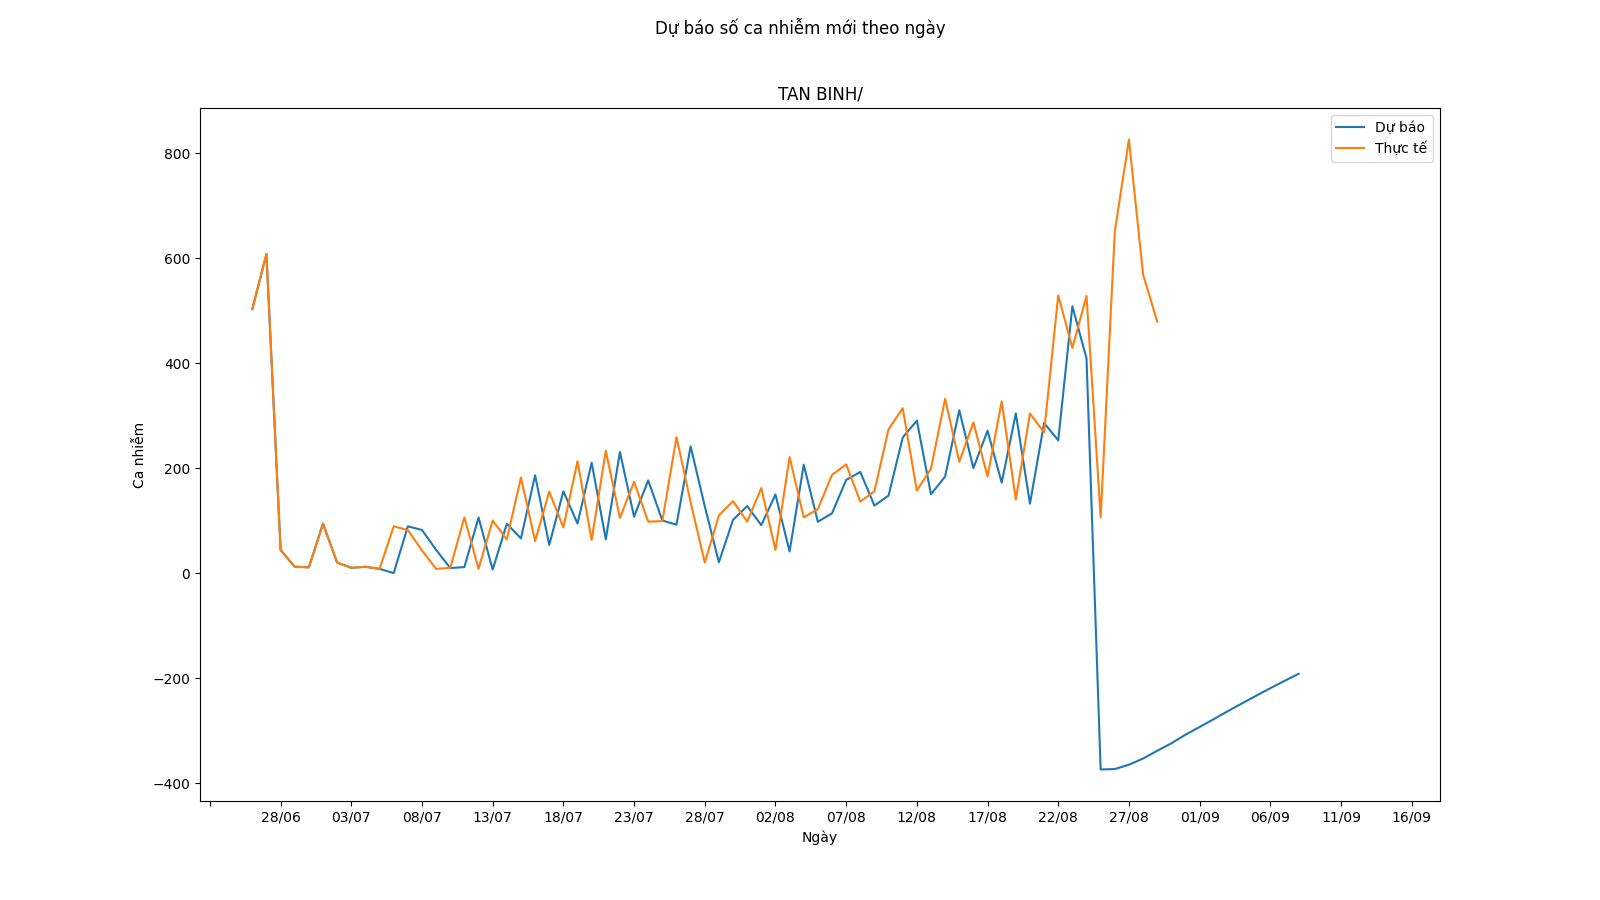 Dự báo số ca nhiễm mới theo ngày
TAN BINH/
Dự báo
Thực tế
Ca nhiễm
800
600
400
200
0
−200
−400
28/06 03/07 08/07 13/07 18/07 23/07 28/07 02/08 07/08 12/08 17/08 22/08 27/08 01/09 06/09 11/09 16/09
Ngày